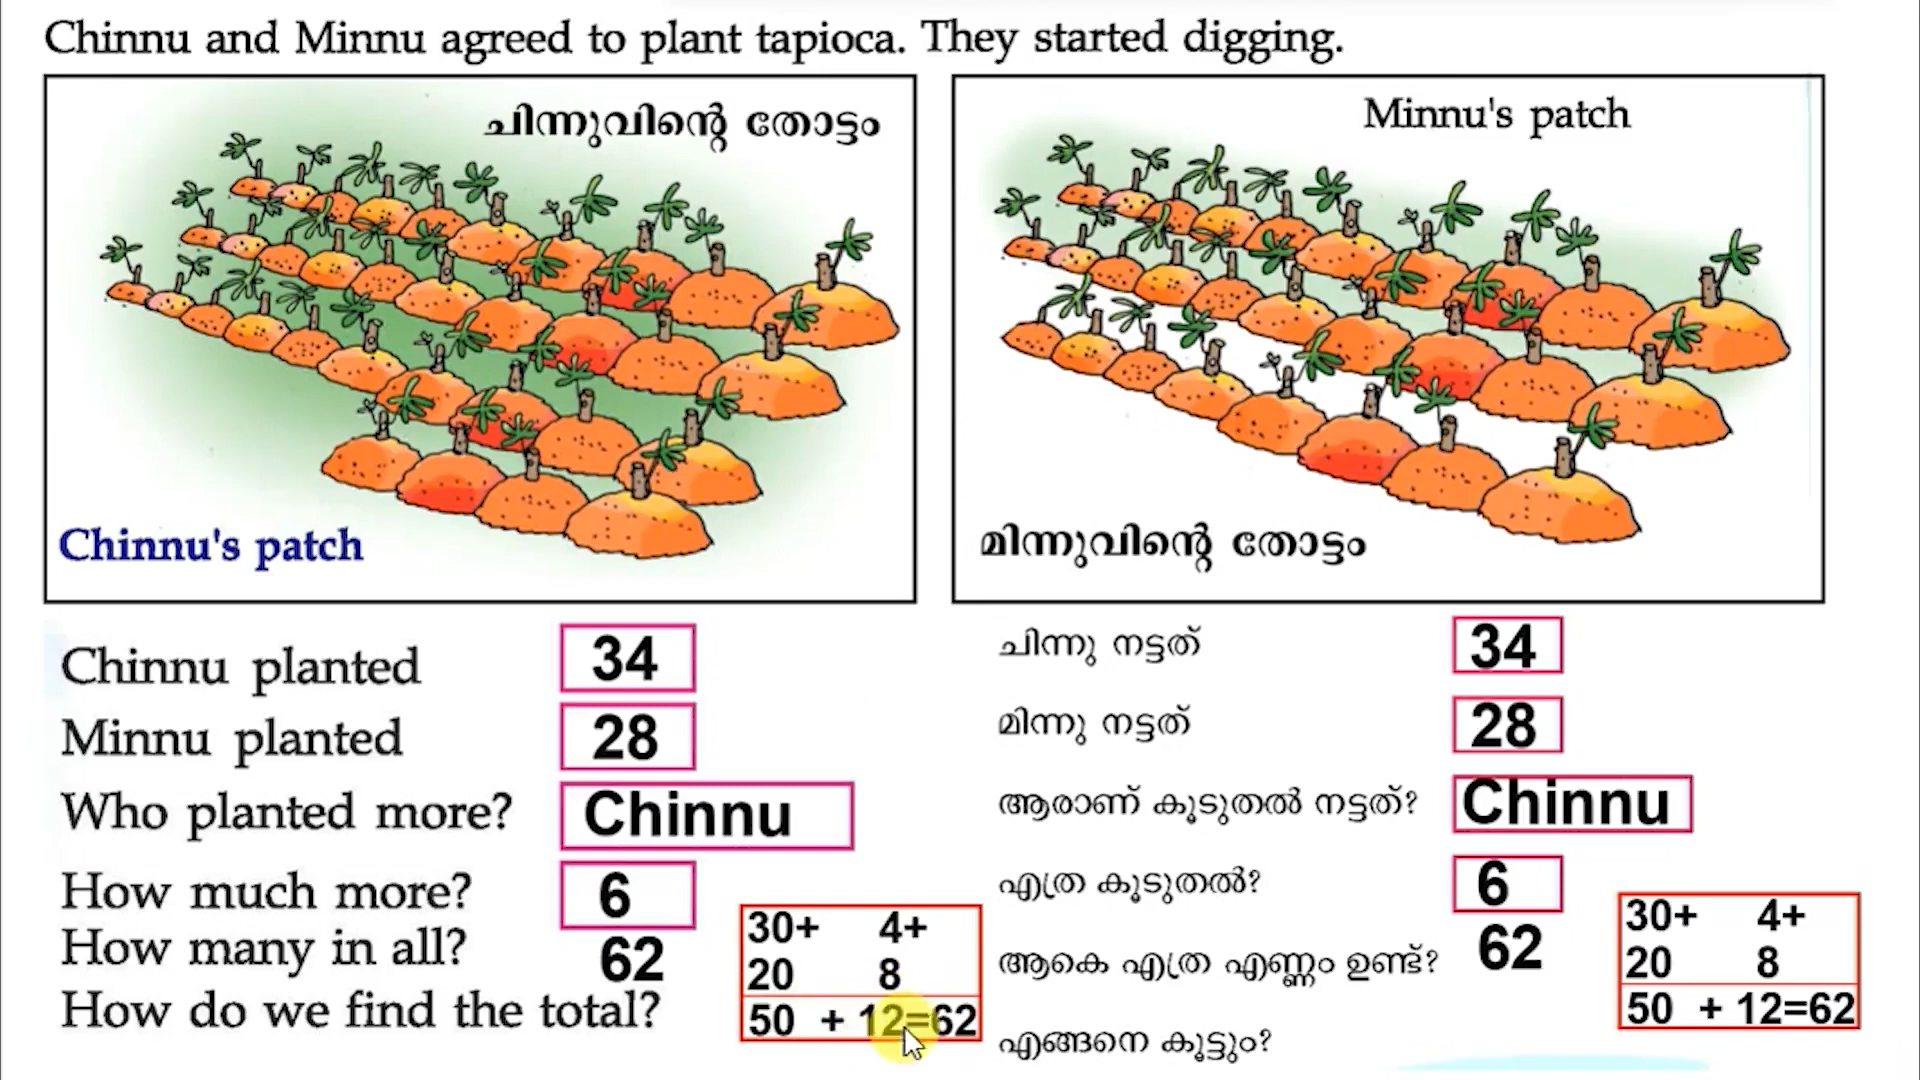 Chinnu and Minnu agreed to plant tapioca. They started digging.
ചിന്നുവിന്റെ തോട്ടം
Chinnu's patch
Minnu's patch
മിന്നുവിന്റെ തോട്ടം
Chinnu planted 34
Minnu planted 28
Who planted more? Chinnu
How much more? 6
How many in all? 62
How do we find the total?
30+ 4+
20 8
50 + 12=62
ചിന്നു നട്ടത് 34
മിന്നു നട്ടത് 28
ആരാണ് കൂടുതൽ നട്ടത്? Chinnu
എത്ര കൂടുതൽ? 6
ആകെ എത്ര എണ്ണം ഉണ്ട്? 62
എങ്ങനെ കൂട്ടും?
30+ 4+
20 8
50 + 12=62